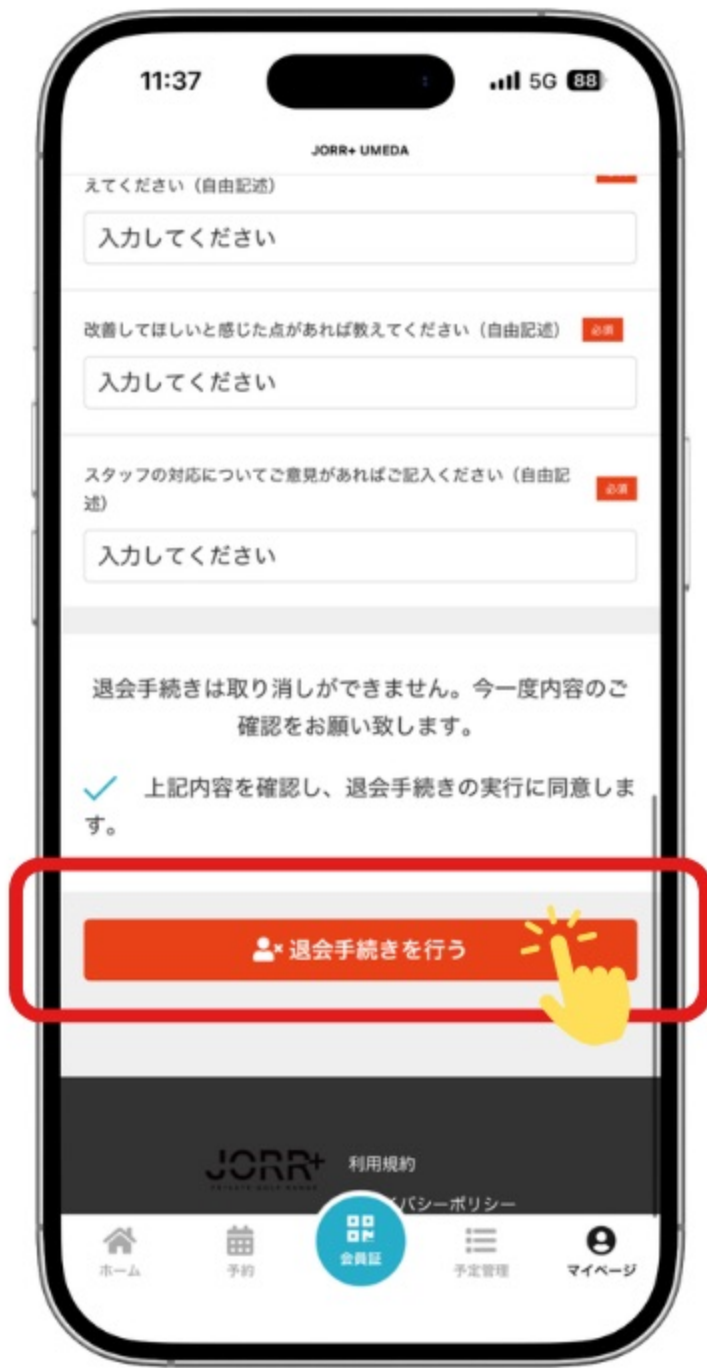 11:37
5G 88
JORR+ UMEDA
えてください（自由記述）
入力してください
改善してほしいと感じた点があれば教えてください（自由記述） 必須
入力してください
スタッフの対応についてご意見があればご記入ください（自由記
述） 必須
入力してください
退会手続きは取り消しができません。今一度内容のご
確認をお願い致します。
上記内容を確認し、退会手続きの実行に同意しま
す。
退会手続きを行う
JORR+
利用規約
イバシーポリシー
ホーム
予約
会員証
予定管理
マイページ